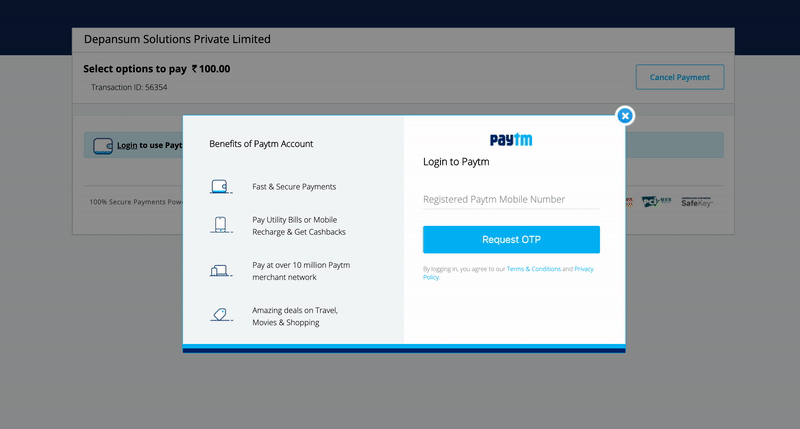 Depansum Solutions Private Limited
Select options to pay ₹ 100.00
Transaction ID: 56354
Cancel Payment
Login to use Payt
100% Secure Payments Pow
PCI
SafeKey
Benefits of Paytm Account
Fast & Secure Payments
Pay Utility Bills or Mobile
Recharge & Get Cashbacks
Pay at over 10 million Paytm
merchant network
Amazing deals on Travel,
Movies & Shopping
paytm
Login to Paytm
Registered Paytm Mobile Number
Request OTP
By logging in, you agree to our Terms & Conditions and Privacy
Policy.